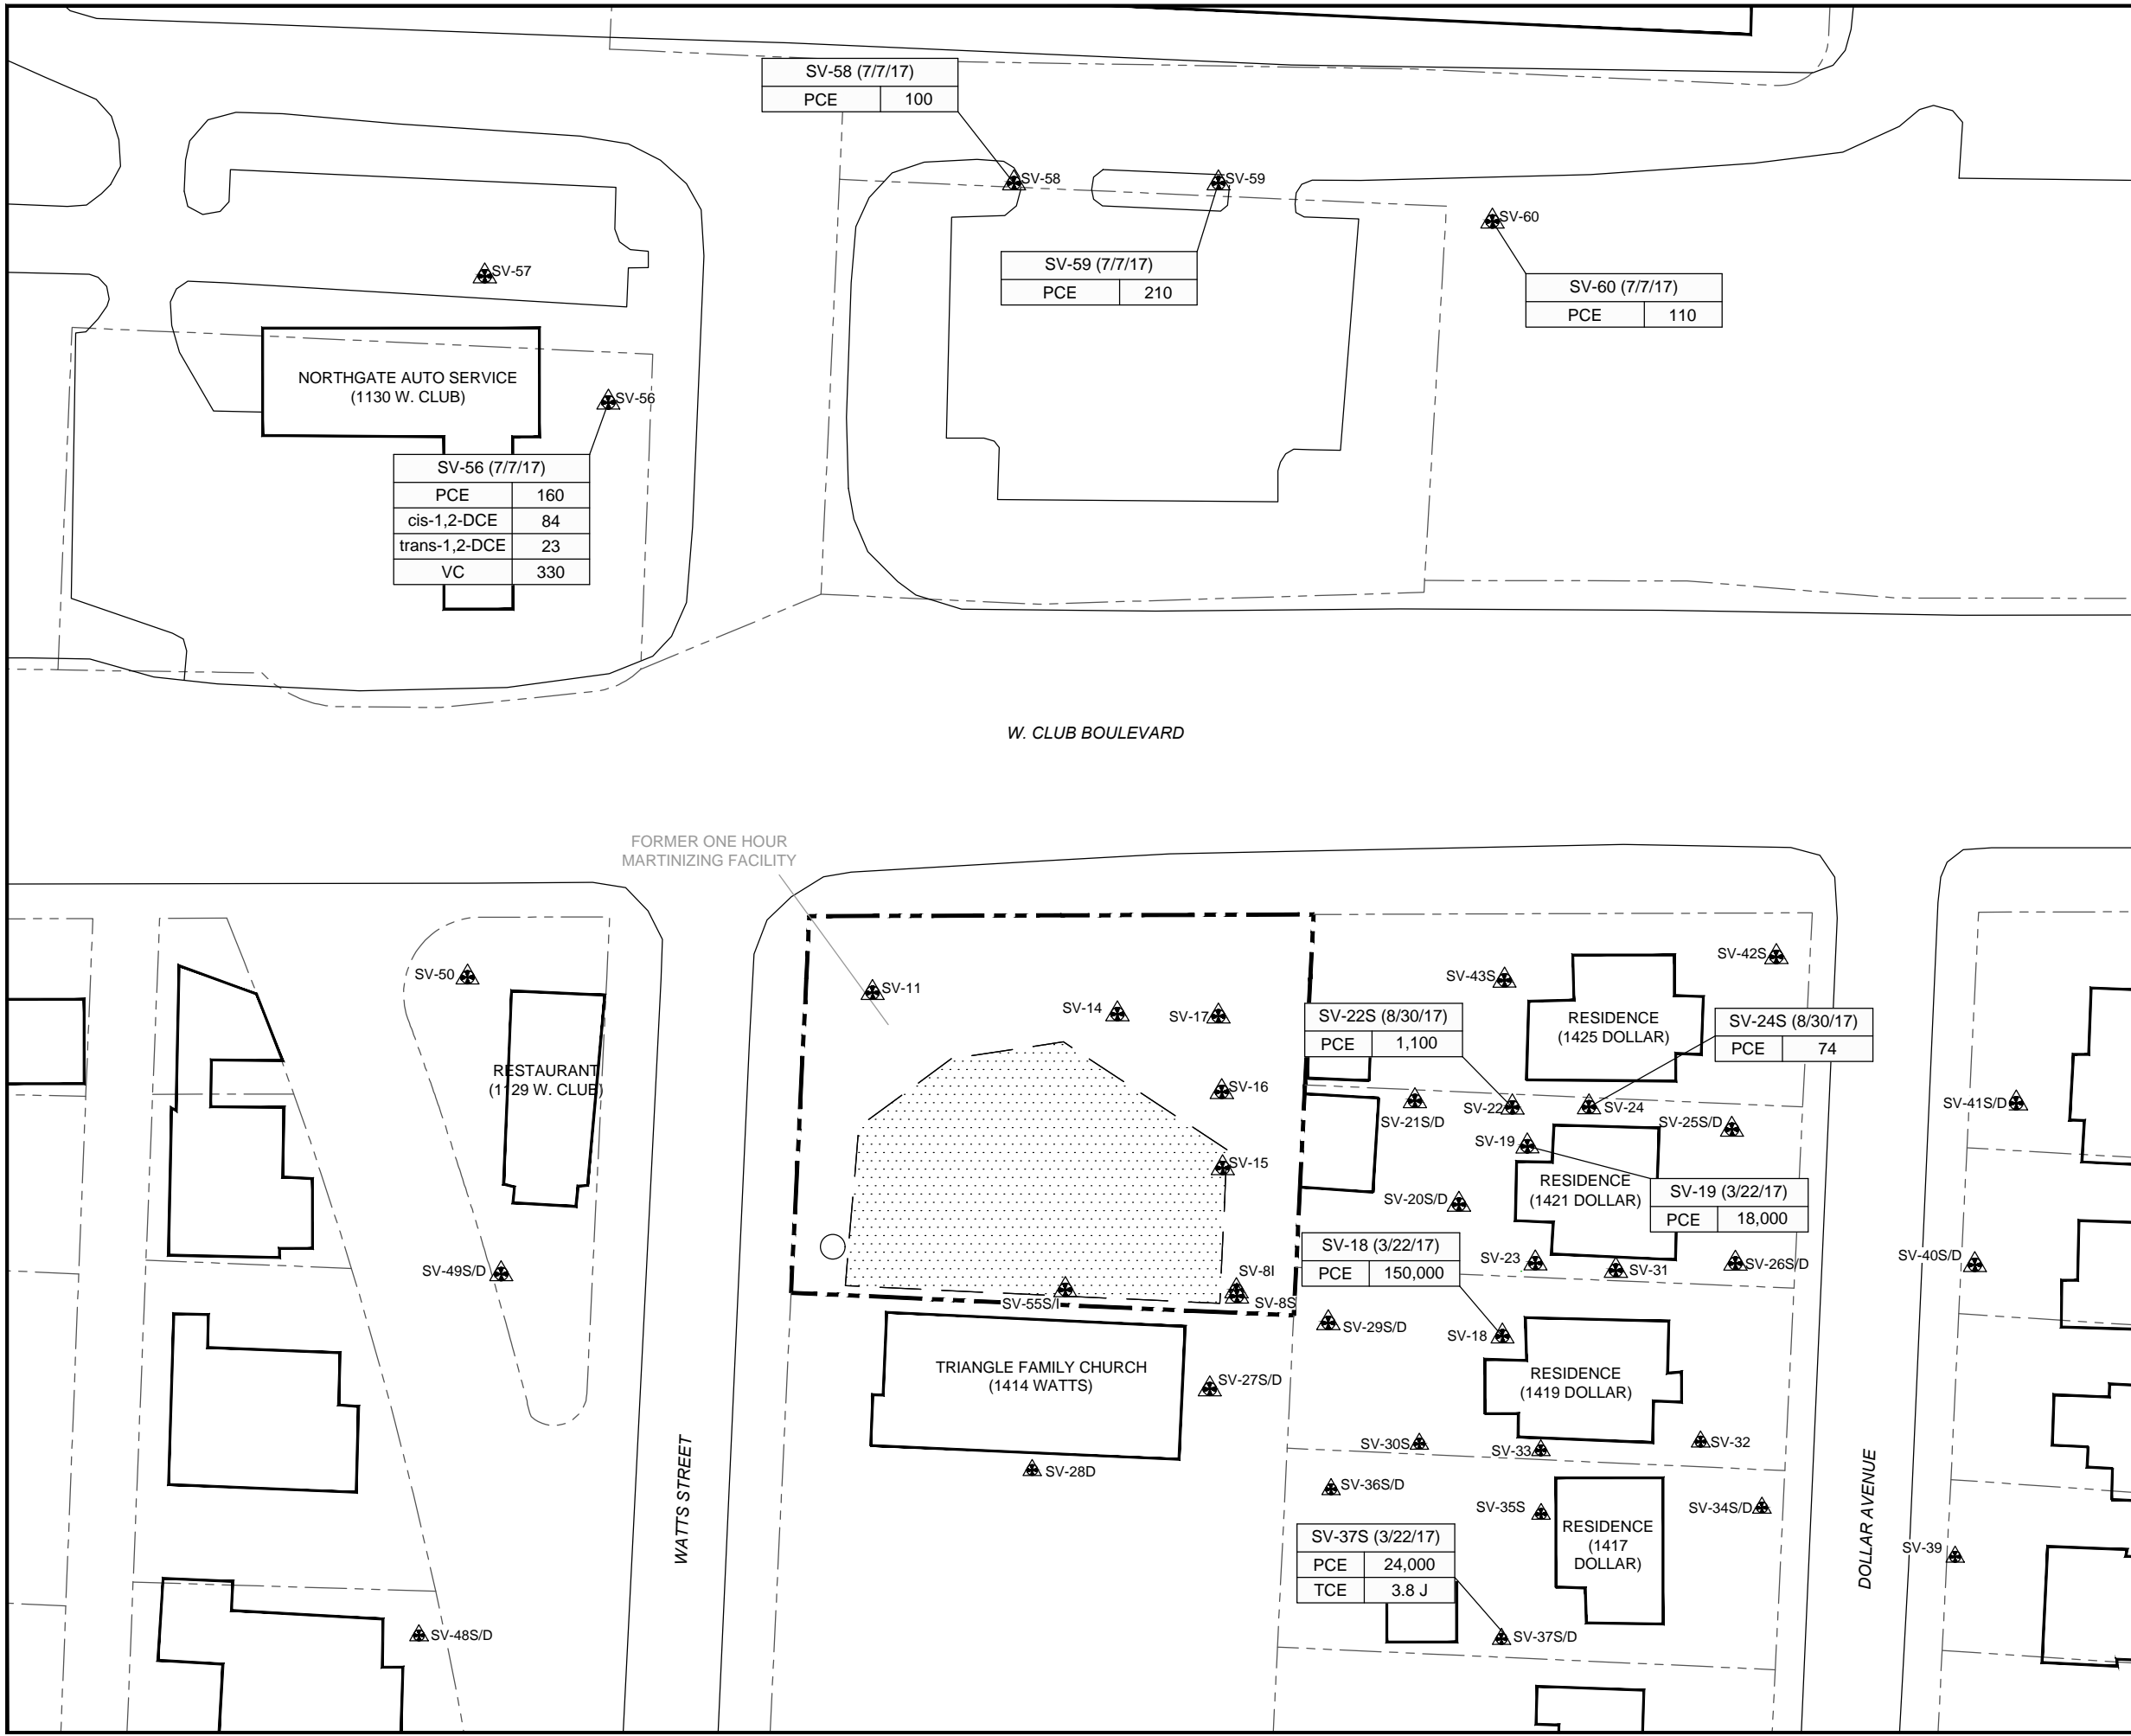 SV-58 (7/7/17)
PCE 100
SV-58
SV-59
SV-60
SV-59 (7/7/17)
PCE 210
SV-60 (7/7/17)
PCE 110
SV-57
NORTHGATE AUTO SERVICE
(1130 W. CLUB)
SV-56
SV-56 (7/7/17)
PCE 160
cis-1,2-DCE 84
trans-1,2-DCE 23
VC 330
W. CLUB BOULEVARD
FORMER ONE HOUR
MARTINIZING FACILITY
SV-50
SV-11
SV-14
SV-17
SV-43S
SV-42S
RESTAURANT
(1129 W. CLUB)
SV-16
SV-22S (8/30/17)
PCE 1,100
RESIDENCE
(1425 DOLLAR)
SV-24S (8/30/17)
PCE 74
SV-21S/D
SV-22
SV-24
SV-25S/D
SV-41S/D
SV-19
SV-15
RESIDENCE
(1421 DOLLAR)
SV-19 (3/22/17)
PCE 18,000
SV-20S/D
SV-18 (3/22/17)
PCE 150,000
SV-23
SV-31
SV-26S/D
SV-40S/D
SV-49S/D
SV-8I
SV-8S
SV-55S/I
SV-29S/D
SV-18
TRIANGLE FAMILY CHURCH
(1414 WATTS)
SV-27S/D
RESIDENCE
(1419 DOLLAR)
SV-30S
SV-33
SV-32
SV-28D
SV-36S/D
SV-35S
SV-34S/D
WATTS STREET
DOLLAR AVENUE
RESIDENCE
(1417
DOLLAR)
SV-37S (3/22/17)
PCE 24,000
TCE 3.8 J
SV-39
SV-48S/D
SV-37S/D